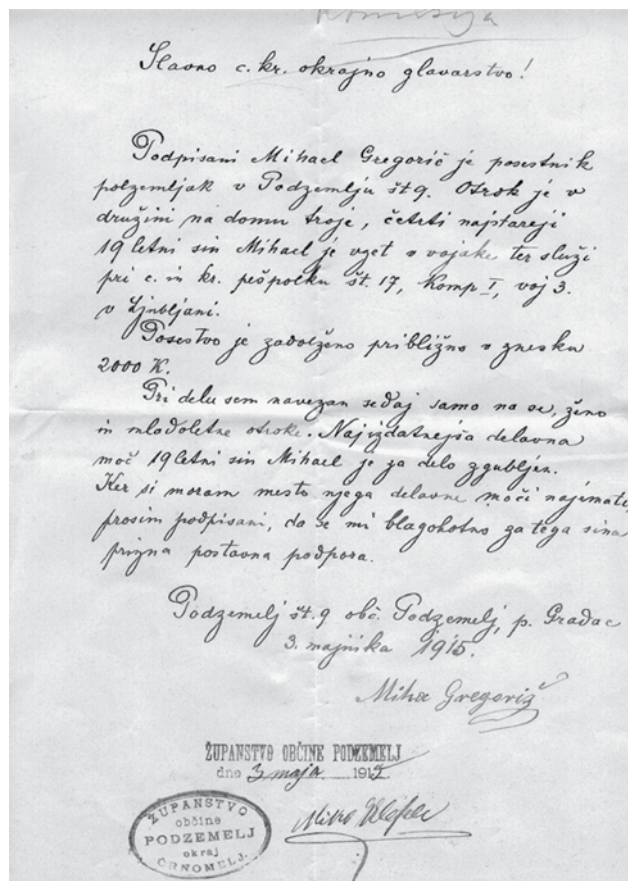 Komisija
Slavno c. kr. okrajno glavarstvo!
Podpisani Mihael Gregorič je posestnik
polzemljak v Podzemlju št 9. Otrok je v
družini na domu troje, četrti najstareji
19 letni sin Mihael je vzet v vojake ter služi
pri c. in kr. pešpolku št. 17, Komp I, voj 3.
v Ljubljani.
Posestvo je zadolženo približno v znesku
2000 K.
Pri delu sem navezan sedaj samo na se, ženo
in mladoletne otroke. Najizdatnejša delavna
moč 19 letni sin Mihael je za delo zgubljen.
Ker si moram mesto njega delavne moči najemati,
prosim podpisani, da se mi blagohotno za tega sina
prizna postavna podpora.
Podzemelj št. 9 obč. Podzemelj, p. Gradac
3. majnika 1915.
Miha Gregorič
ŽUPANSTVO OBČINE PODZEMELJ
dne 3 maja 1915.
ŽUPANSTVO
občine
PODZEMELJ
okraj
ČRNOMELJ.